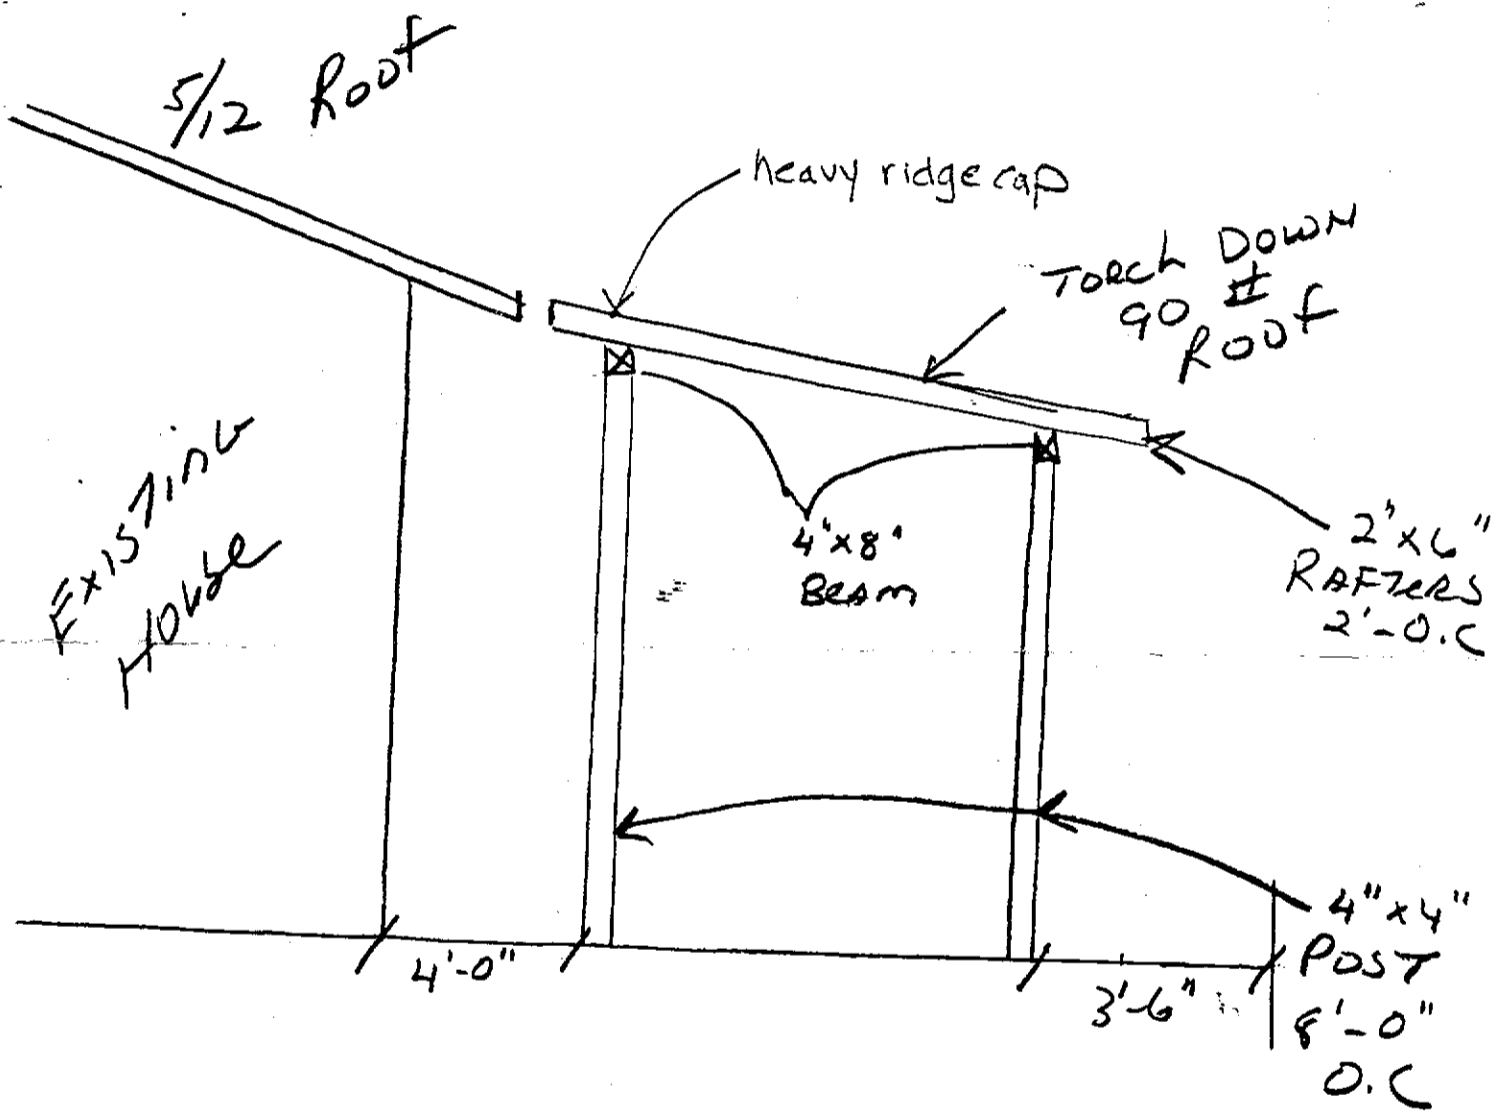 5/12 Roof
heavy ridge cap
TORCH DOWN
90 #
ROOF
EXISTING
HOUSE
4"x8"
BEAM
2"x6"
RAFTERS
2'-O.C
4'-0"
3'-6"
4"x4"
POST
8'-0"
O.C